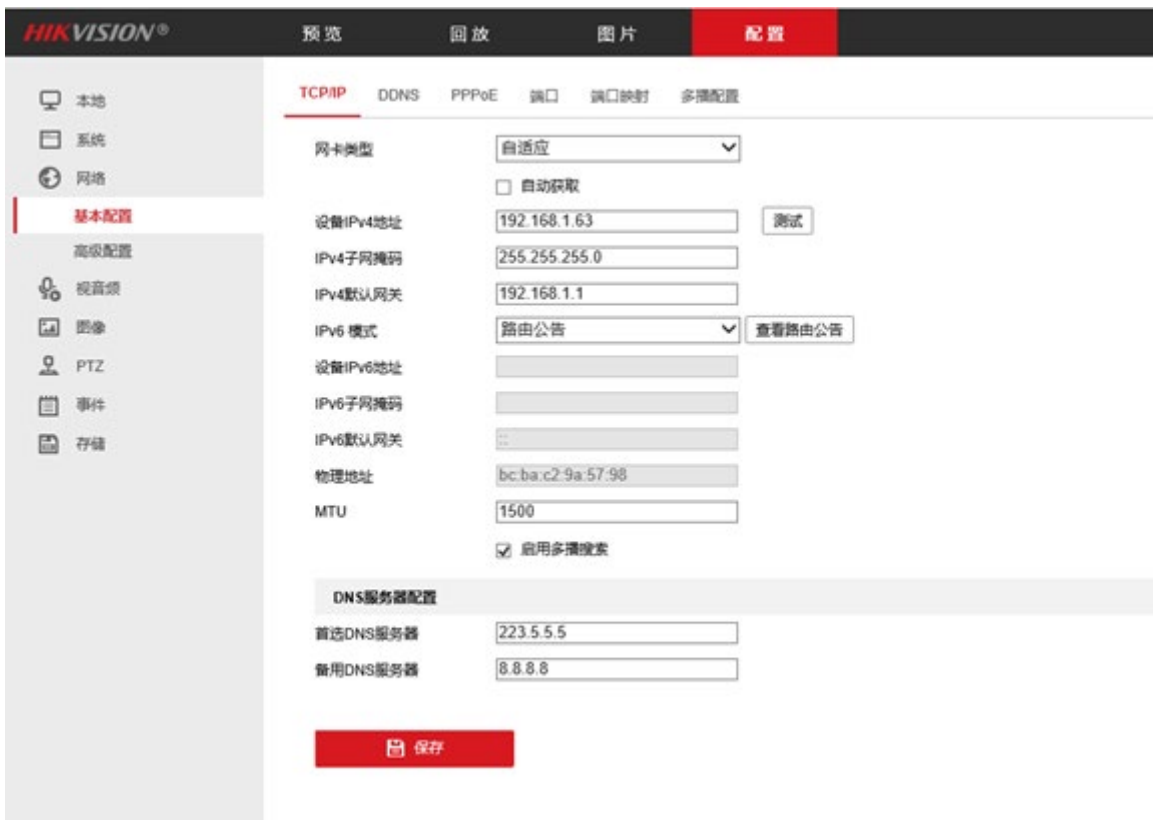 HIKVISION® 预览 回放 图片 配置
本地
系统
网络
基本配置
高级配置
视音频
图像
PTZ
事件
存储
TCP/IP DDNS PPPoE 端口 端口映射 多播配置
网卡类型 自适应
自动获取
设备IPv4地址 192.168.1.63 测试
IPv4子网掩码 255.255.255.0
IPv4默认网关 192.168.1.1
IPv6 模式 路由公告 查看路由公告
设备IPv6地址
IPv6子网掩码
IPv6默认网关 ::
物理地址 bc:ba:c2:9a:57:98
MTU 1500
启用多播搜索
DNS服务器配置
首选DNS服务器 223.5.5.5
备用DNS服务器 8.8.8.8
保存